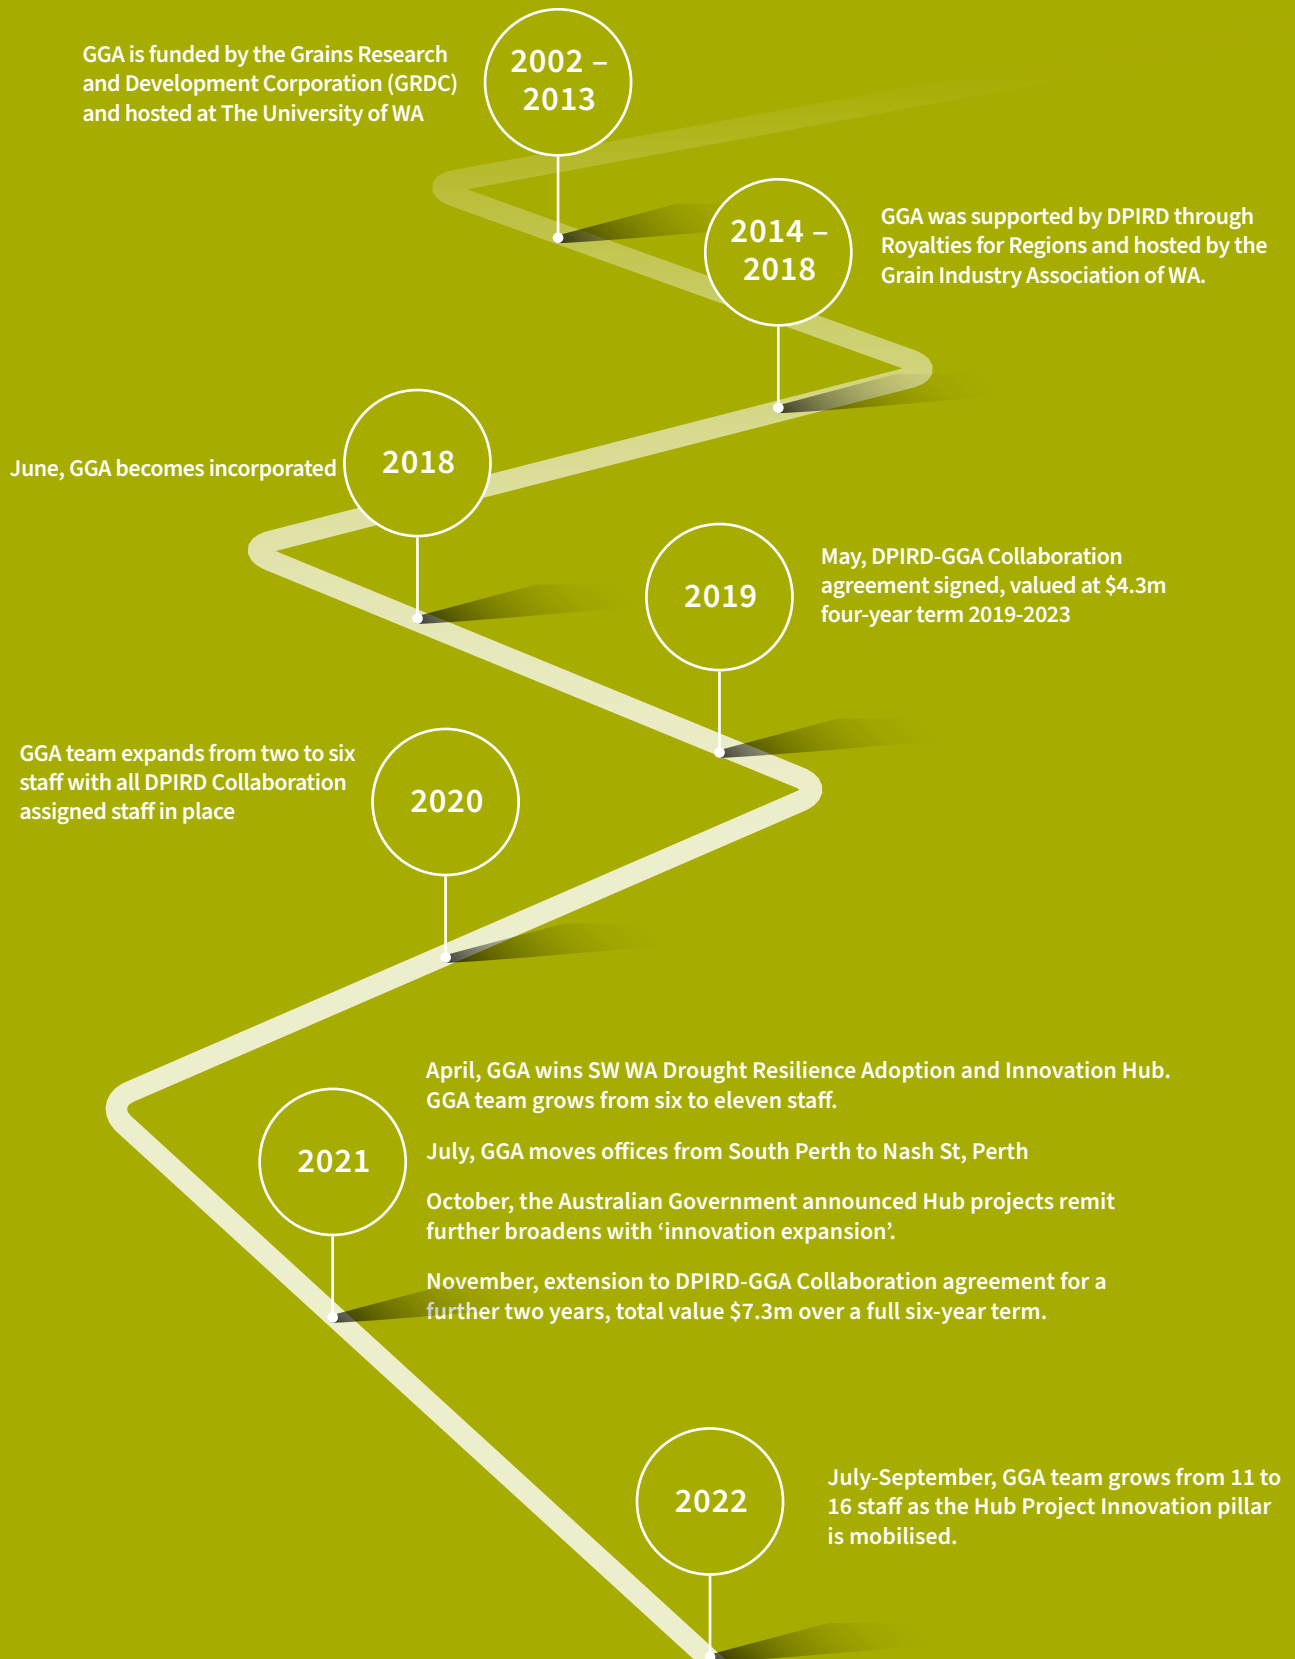 GGA is funded by the Grains Research
and Development Corporation (GRDC)
and hosted at The University of WA
2002 –
2013
2014 –
2018
GGA was supported by DPIRD through
Royalties for Regions and hosted by the
Grain Industry Association of WA.
June, GGA becomes incorporated
2018
2019
May, DPIRD-GGA Collaboration
agreement signed, valued at $4.3m
four-year term 2019-2023
GGA team expands from two to six
staff with all DPIRD Collaboration
assigned staff in place
2020
2021
April, GGA wins SW WA Drought Resilience Adoption and Innovation Hub.
GGA team grows from six to eleven staff.
July, GGA moves offices from South Perth to Nash St, Perth
October, the Australian Government announced Hub projects remit
further broadens with ‘innovation expansion’.
November, extension to DPIRD-GGA Collaboration agreement for a
further two years, total value $7.3m over a full six-year term.
2022
July-September, GGA team grows from 11 to
16 staff as the Hub Project Innovation pillar
is mobilised.